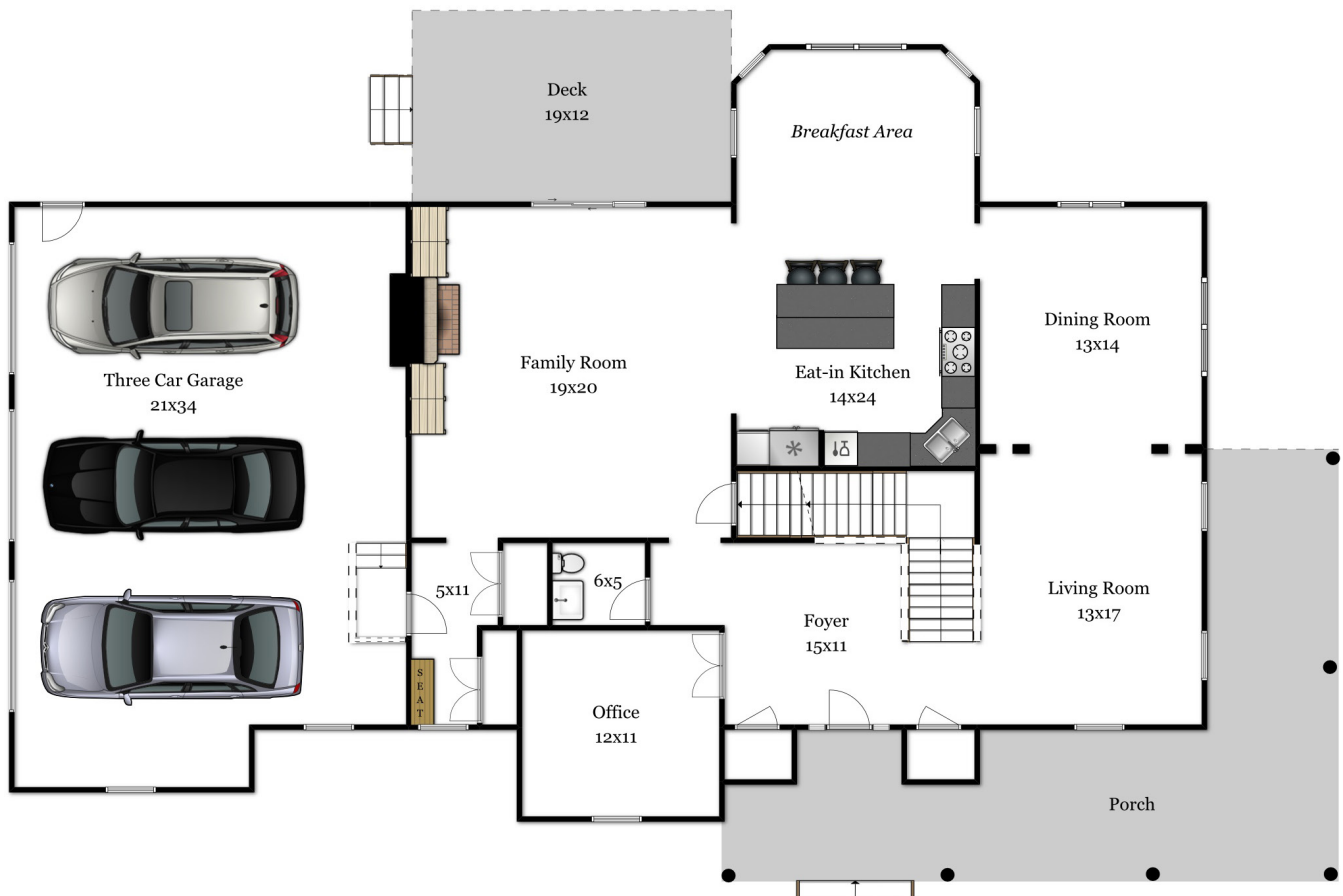 Deck
19x12
Breakfast Area
Three Car Garage
21x34
Family Room
19x20
Eat-in Kitchen
14x24
Dining Room
13x14
5x11
6x5
Foyer
15x11
Living Room
13x17
SEAT
Office
12x11
Porch